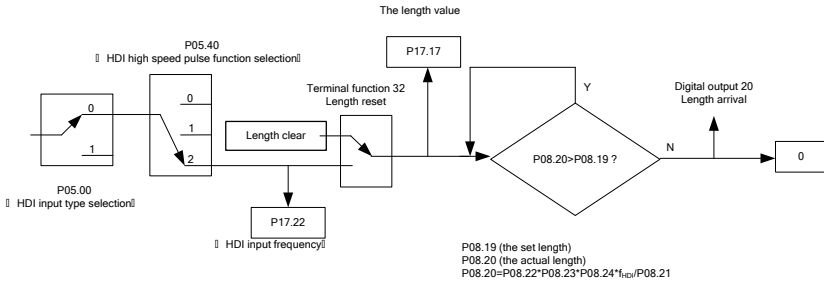 The length value
P17.17
P05.40
HDI high speed pulse function selection
0
1
2
0
1
P05.00
HDI input type selection
Length clear
Terminal function 32
Length reset
P17.22
HDI input frequency
Y
P08.20>P08.19 ?
N
Digital output 20
Length arrival
0
P08.19 (the set length)
P08.20 (the actual length)
P08.20=P08.22*P08.23*P08.24*fHDI/P08.21